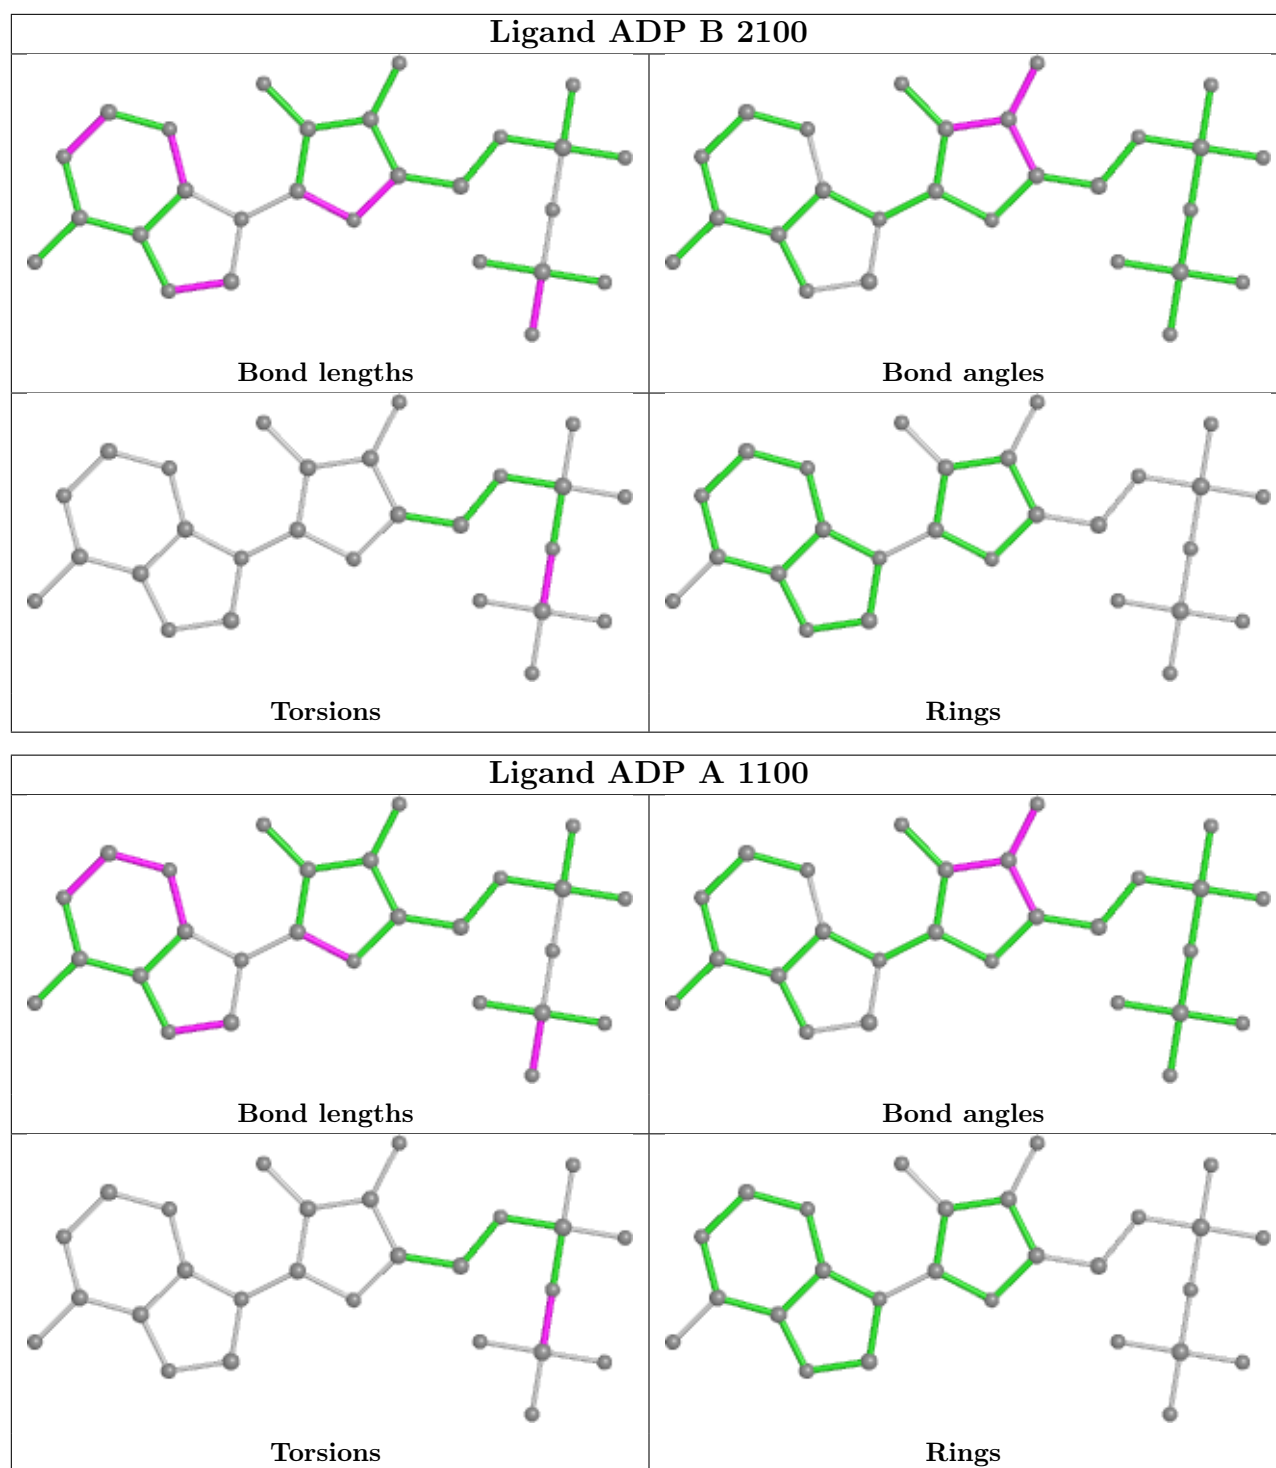 Ligand ADP B 2100
Bond lengths
Bond angles
Torsions
Rings
Ligand ADP A 1100
Bond lengths
Bond angles
Torsions
Rings